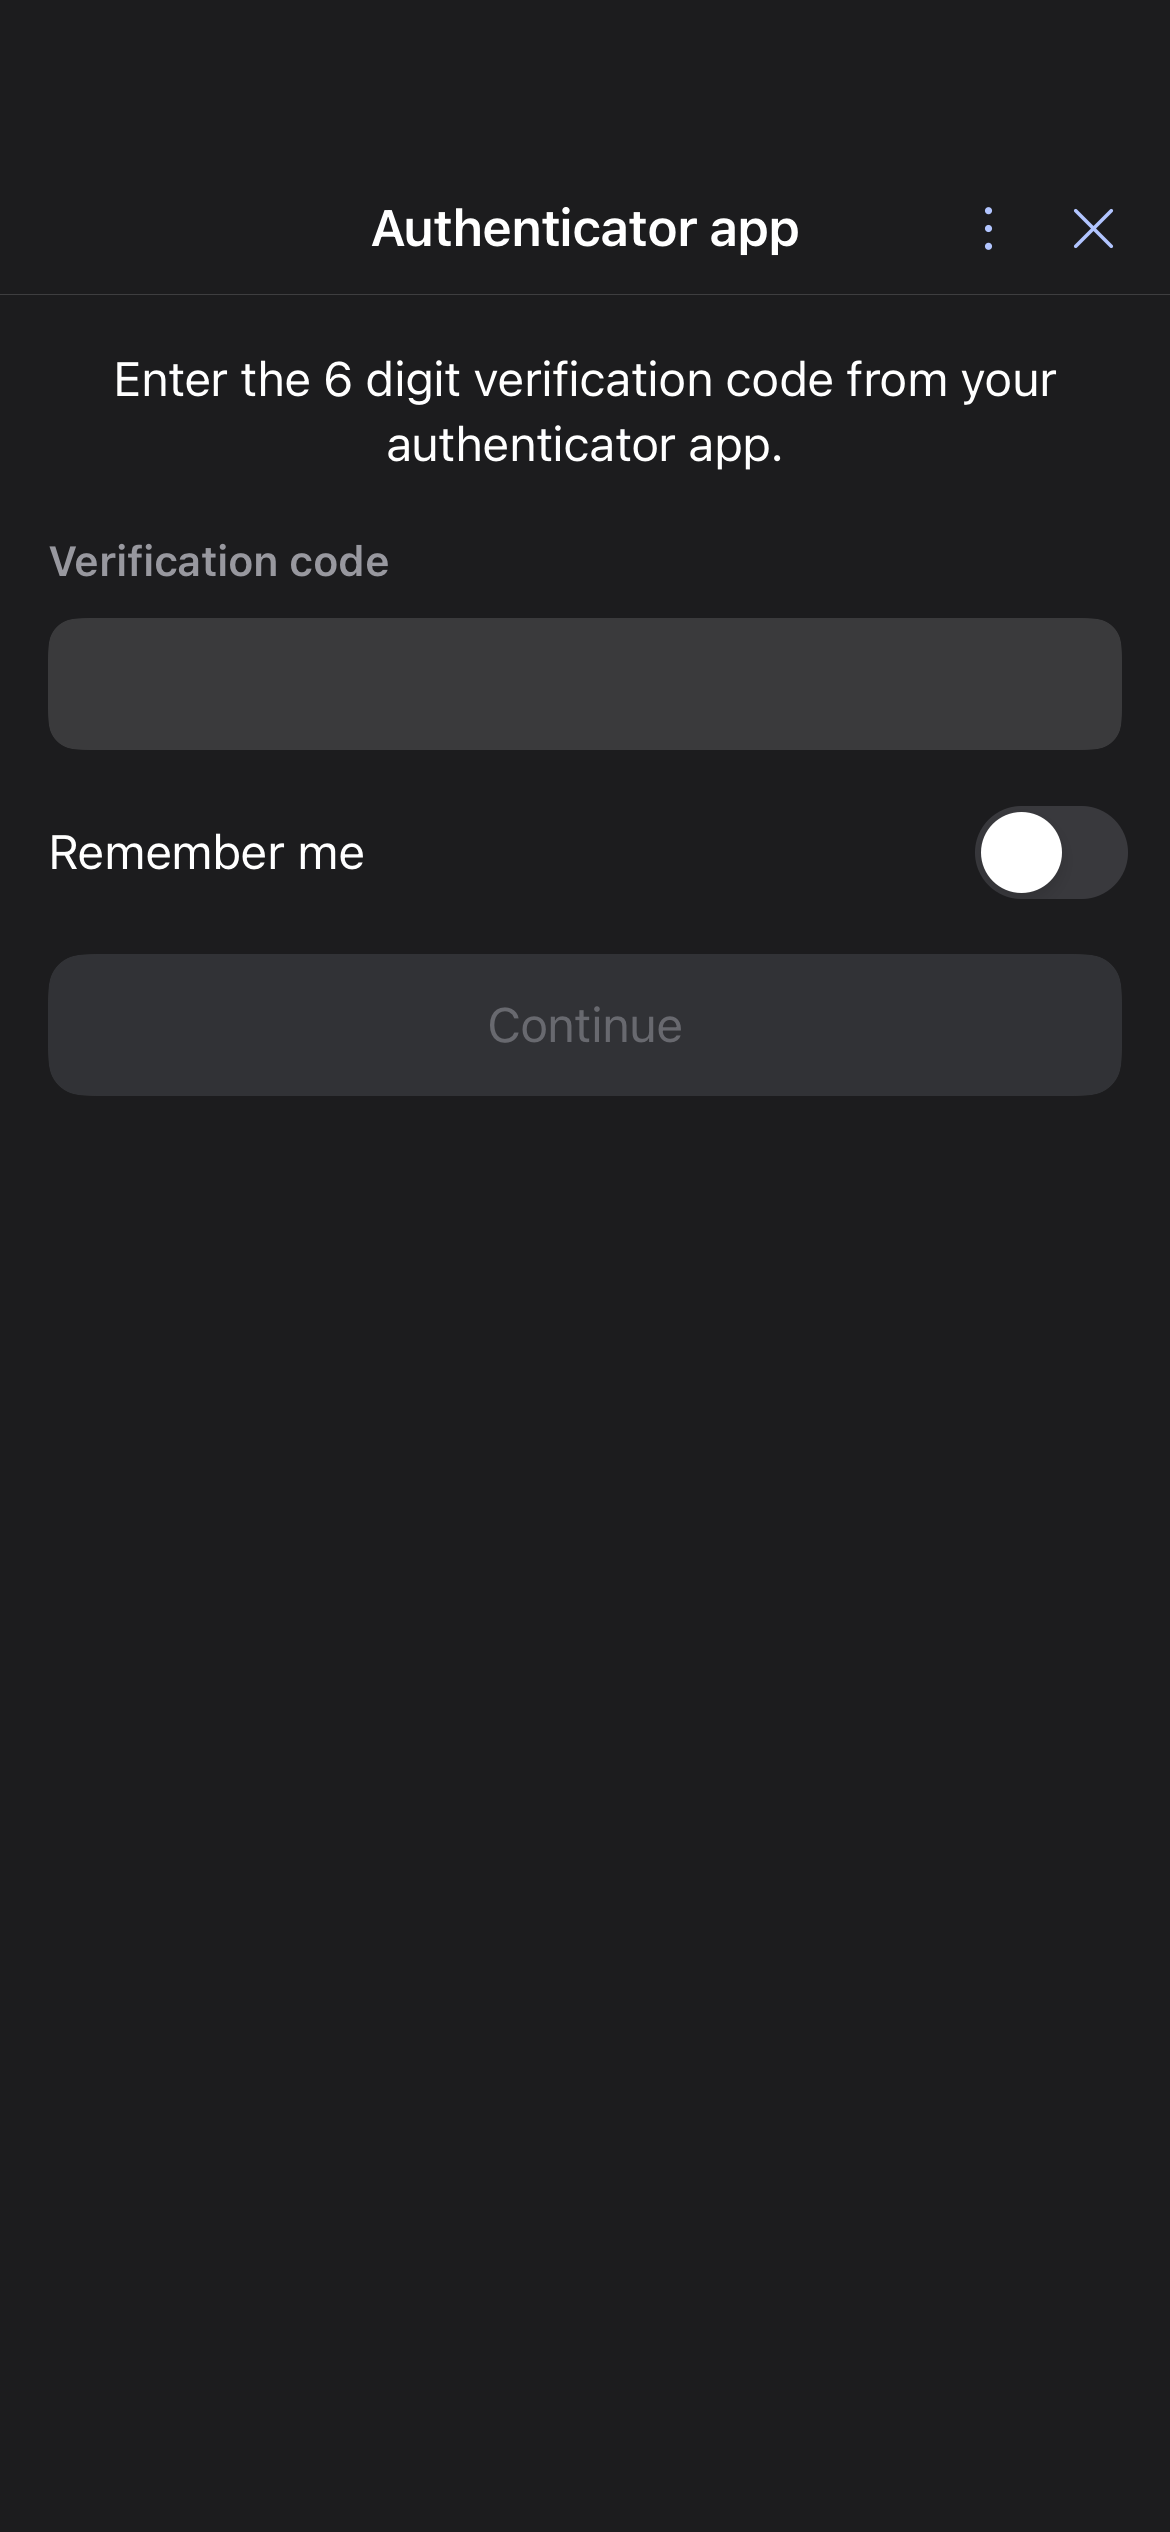 Authenticator app
Enter the 6 digit verification code from your
authenticator app.
Verification code
Remember me
Continue